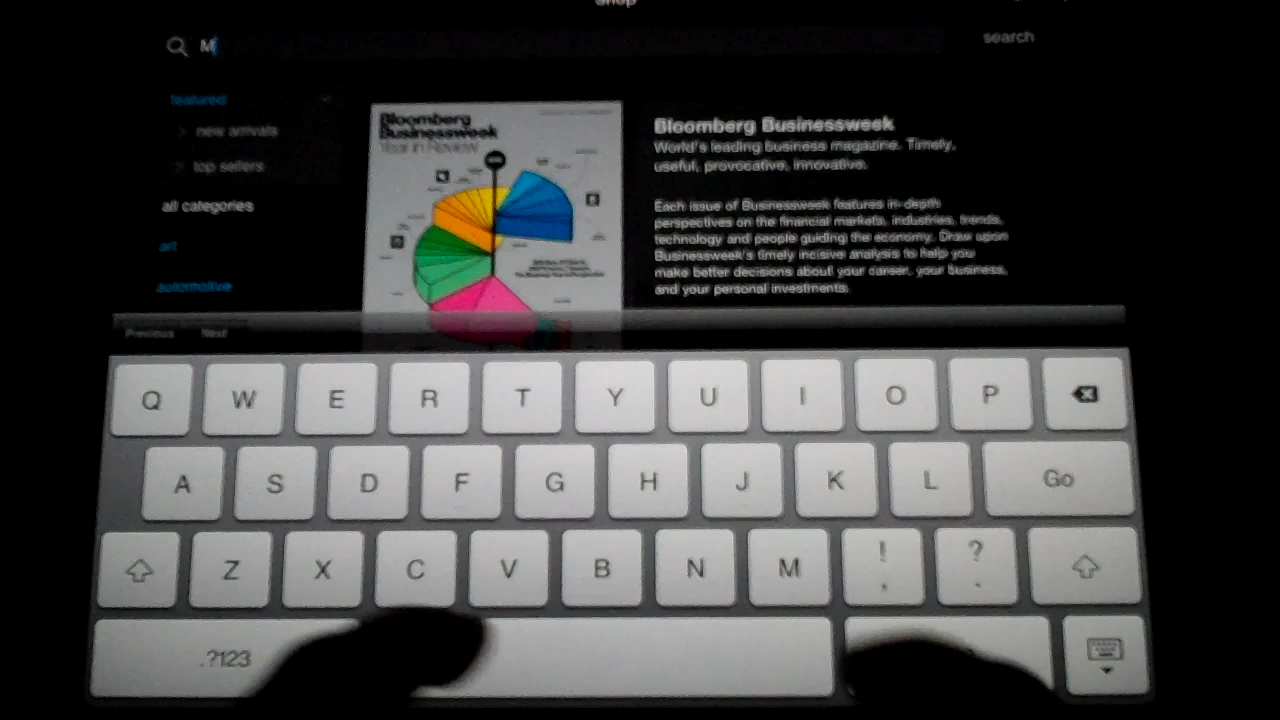 Shop
M
search
featured
new arrivals
top sellers
all categories
art
automotive
Bloomberg
Businessweek
Year in Review
Bloomberg Businessweek
World's leading business magazine. Timely,
useful, provocative, innovative.
Each issue of Businessweek features in-depth
perspectives on the financial markets, industries, trends,
technology and people guiding the economy. Draw upon
Businessweek's timely incisive analysis to help you
make better decisions about your career, your business,
and your personal investments.
Previous Next
Q W E R T Y U I O P
A S D F G H J K L Go
Z X C V B N M ! , ? .
.?123